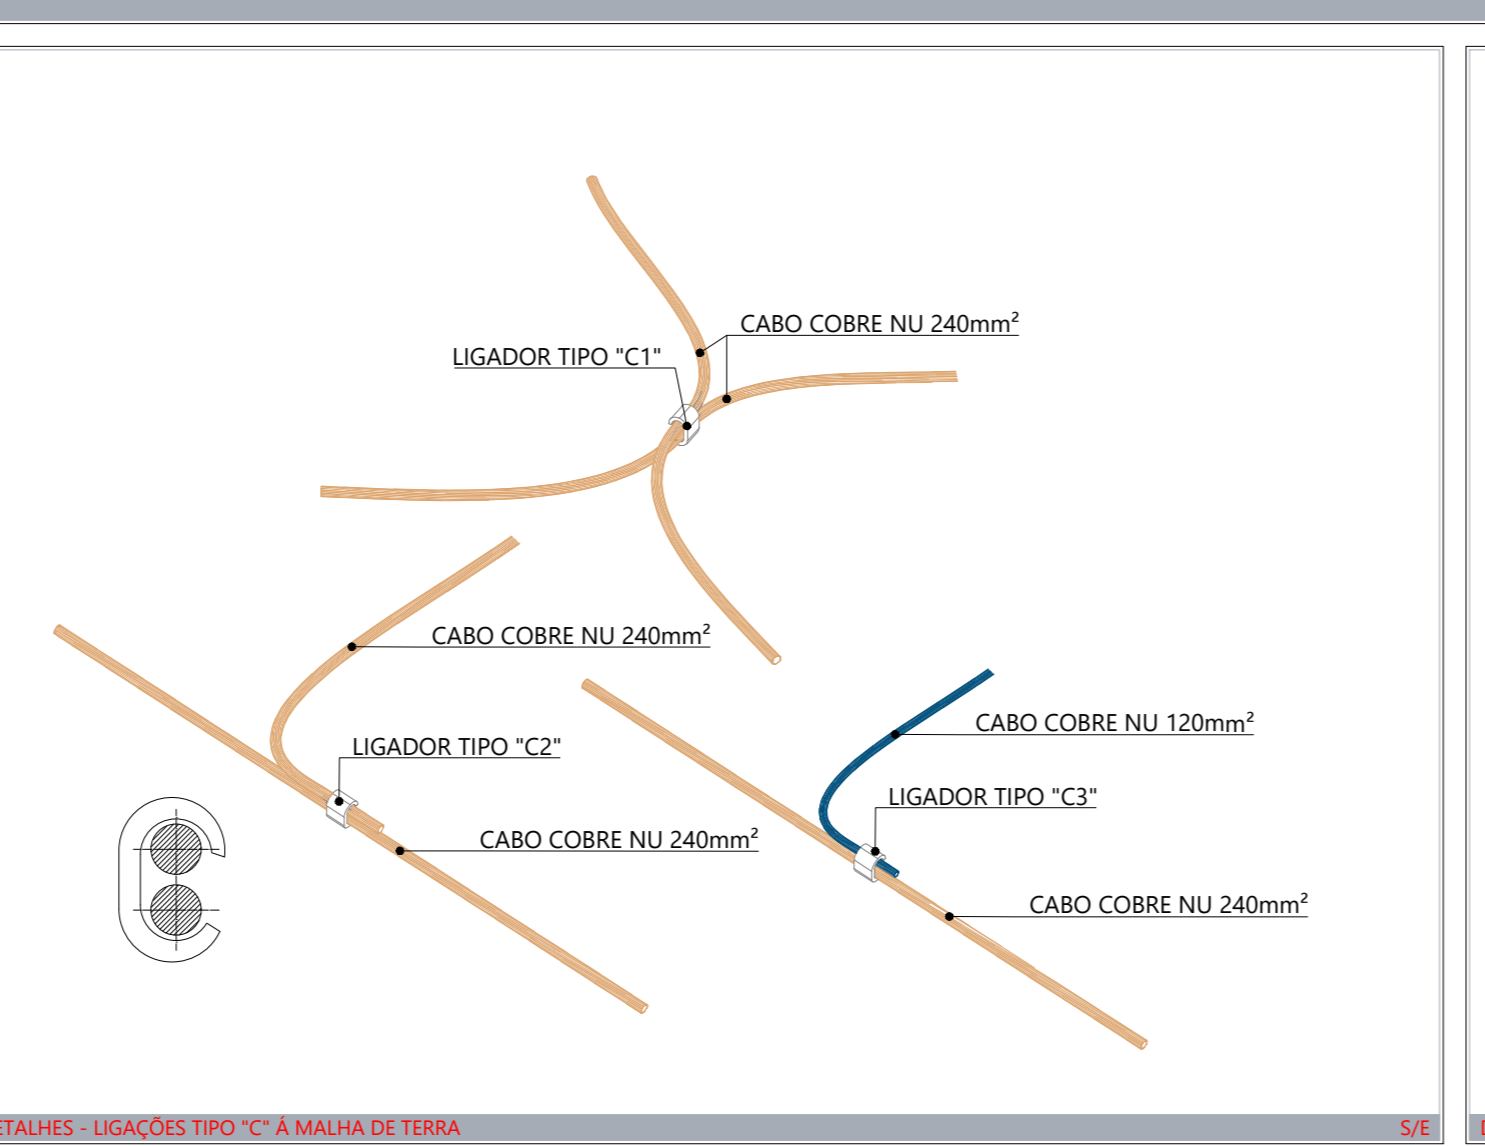 CABO COBRE NU 240mm²
LIGADOR TIPO "C1"
CABO COBRE NU 240mm²
CABO COBRE NU 120mm²
LIGADOR TIPO "C2"
LIGADOR TIPO "C3"
CABO COBRE NU 240mm²
CABO COBRE NU 240mm²
ETALHES - LIGAÇÕES TIPO "C" Á MALHA DE TERRA
S/E